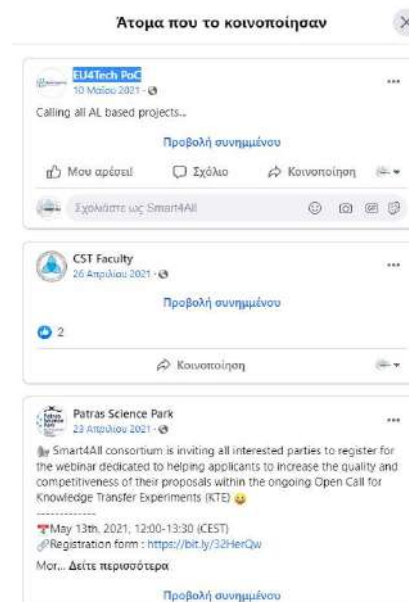 Άτομα που το κοινοποίησαν
EU4Tech PoC
10 Μαΐου 2021 ·
Calling all AL based projects...
Προβολή συνημμένου
Μου αρέσει! Σχόλιο Κοινοποίηση
Σχολιάστε ως Smart4All
CST Faculty
26 Απριλίου 2021 ·
Προβολή συνημμένου
2
Κοινοποίηση
Patras Science Park
23 Απριλίου 2021 ·
Smart4All consortium is inviting all interested parties to register for
the webinar dedicated to helping applicants to increase the quality and
competitiveness of their proposals within the ongoing Open Call for
Knowledge Transfer Experiments (KTE) 😀
-------------
📅May 13th, 2021, 12:00-13:30 (CEST)
🔗Registration form : https://bit.ly/32HerQw
Mor... Δείτε περισσότερα
Προβολή συνημμένου